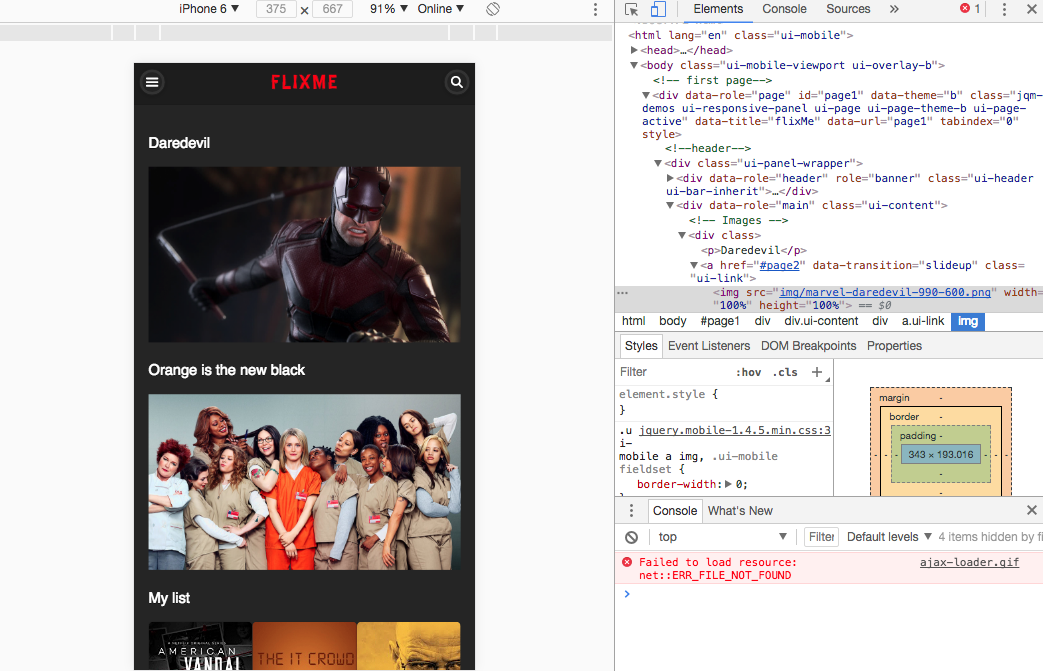 iPhone 6 ▼ 375 × 667 91% ▼ Online ▼
Elements Console Sources » 1
FLIXME
Daredevil
Orange is the new black
My list
A NETFLIX ORIGINAL SERIES
AMERICAN
VANDAL
THE IT CROWD
<html lang="en" class="ui-mobile">
▶<head>…</head>
▼<body class="ui-mobile-viewport ui-overlay-b">
<!-- first page-->
▼<div data-role="page" id="page1" data-theme="b" class="jqm-
demos ui-responsive-panel ui-page ui-page-theme-b ui-page-
active" data-title="flixMe" data-url="page1" tabindex="0"
style>
<!--header-->
▼<div class="ui-panel-wrapper">
▶<div data-role="header" role="banner" class="ui-header
ui-bar-inherit">…</div>
▼<div data-role="main" class="ui-content">
<!-- Images -->
▼<div class>
<p>Daredevil</p>
▼<a href="#page2" data-transition="slideup" class=
"ui-link">
<img src="img/marvel-daredevil-990-600.png" width=
"100%" height="100%"> == $0
html body #page1 div div.ui-content div a.ui-link img
Styles Event Listeners DOM Breakpoints Properties
Filter :hov .cls +
element.style {
}
.u jquery.mobile-1.4.5.min.css:3
i-
mobile a img, .ui-mobile
fieldset {
border-width:▶0;
margin -
border -
padding -
- - - 343 × 193.016 - - -
-
-
Console What's New
top ▼ Filter Default levels ▼ 4 items hidden by fi
Failed to load resource: ajax-loader.gif
net::ERR_FILE_NOT_FOUND
>